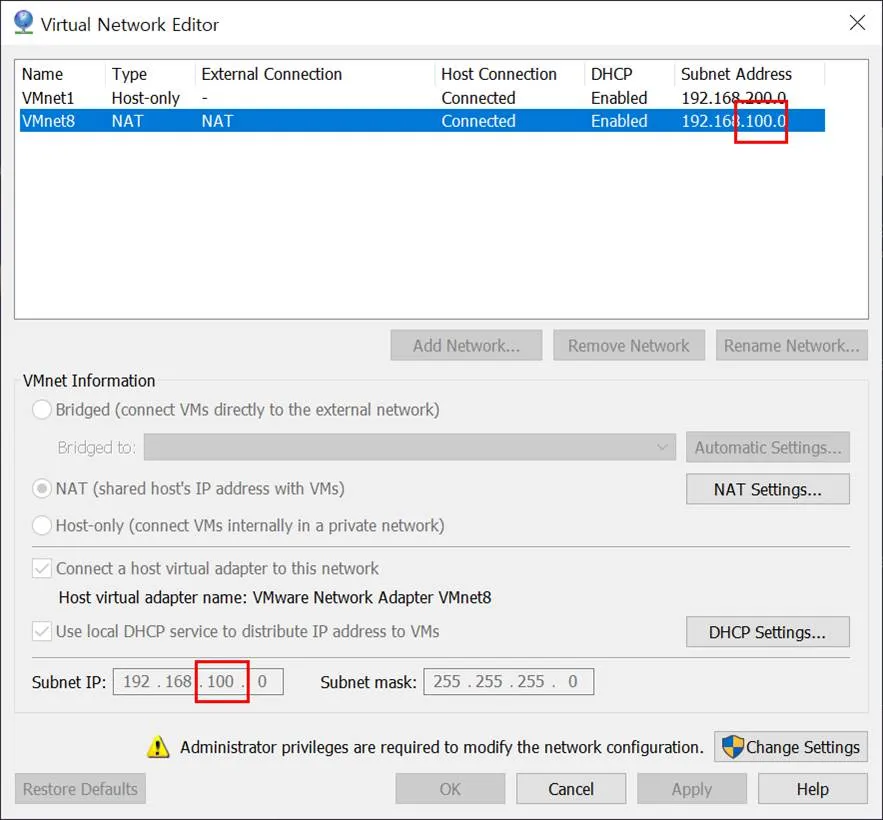 Virtual Network Editor
Name Type External Connection Host Connection DHCP Subnet Address
VMnet1 Host-only - Connected Enabled 192.168.200.0
VMnet8 NAT NAT Connected Enabled 192.168.100.0
Add Network... Remove Network Rename Network...
VMnet Information
Bridged (connect VMs directly to the external network)
Bridged to: Automatic Settings...
NAT (shared host's IP address with VMs) NAT Settings...
Host-only (connect VMs internally in a private network)
Connect a host virtual adapter to this network
Host virtual adapter name: VMware Network Adapter VMnet8
Use local DHCP service to distribute IP address to VMs DHCP Settings...
Subnet IP: 192 . 168 . 100 . 0 Subnet mask: 255 . 255 . 255 . 0
Administrator privileges are required to modify the network configuration. Change Settings
Restore Defaults OK Cancel Apply Help